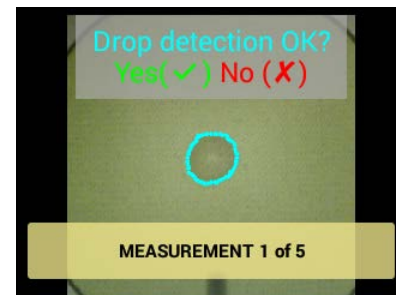 Drop detection OK?
Yes(✓) No (✗)
MEASUREMENT 1 of 5